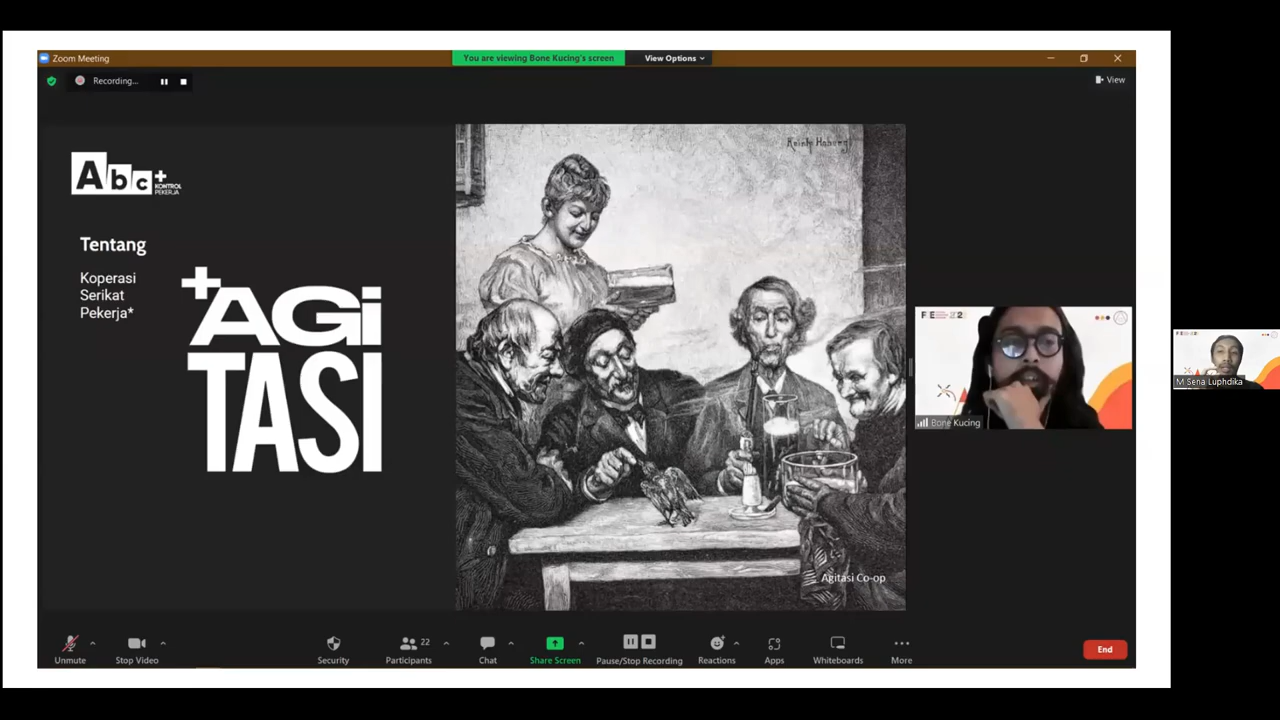 Zoom Meeting
You are viewing Bone Kucing's screen
View Options
Recording...
View
Abc+
KONTROL
PEKERJA
Tentang
Koperasi
Serikat
Pekerja*
+AGi
TASI
Agitasi Co-op
Bone Kucing
M Sena Luphdika
Unmute
Stop Video
Security
22
Participants
Chat
Share Screen
Pause/Stop Recording
Reactions
Apps
Whiteboards
More
End